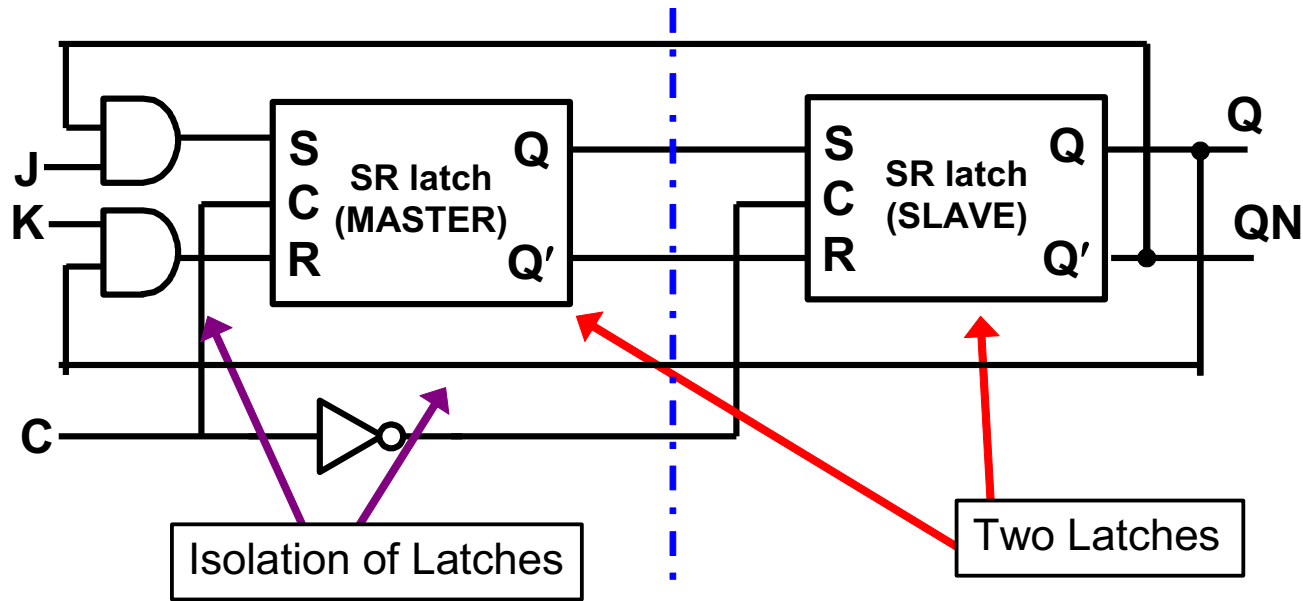 J
K
C
S
C
R
SR latch
(MASTER)
Q
Q′
S
C
R
SR latch
(SLAVE)
Q
Q′
Q
QN
Isolation of Latches
Two Latches